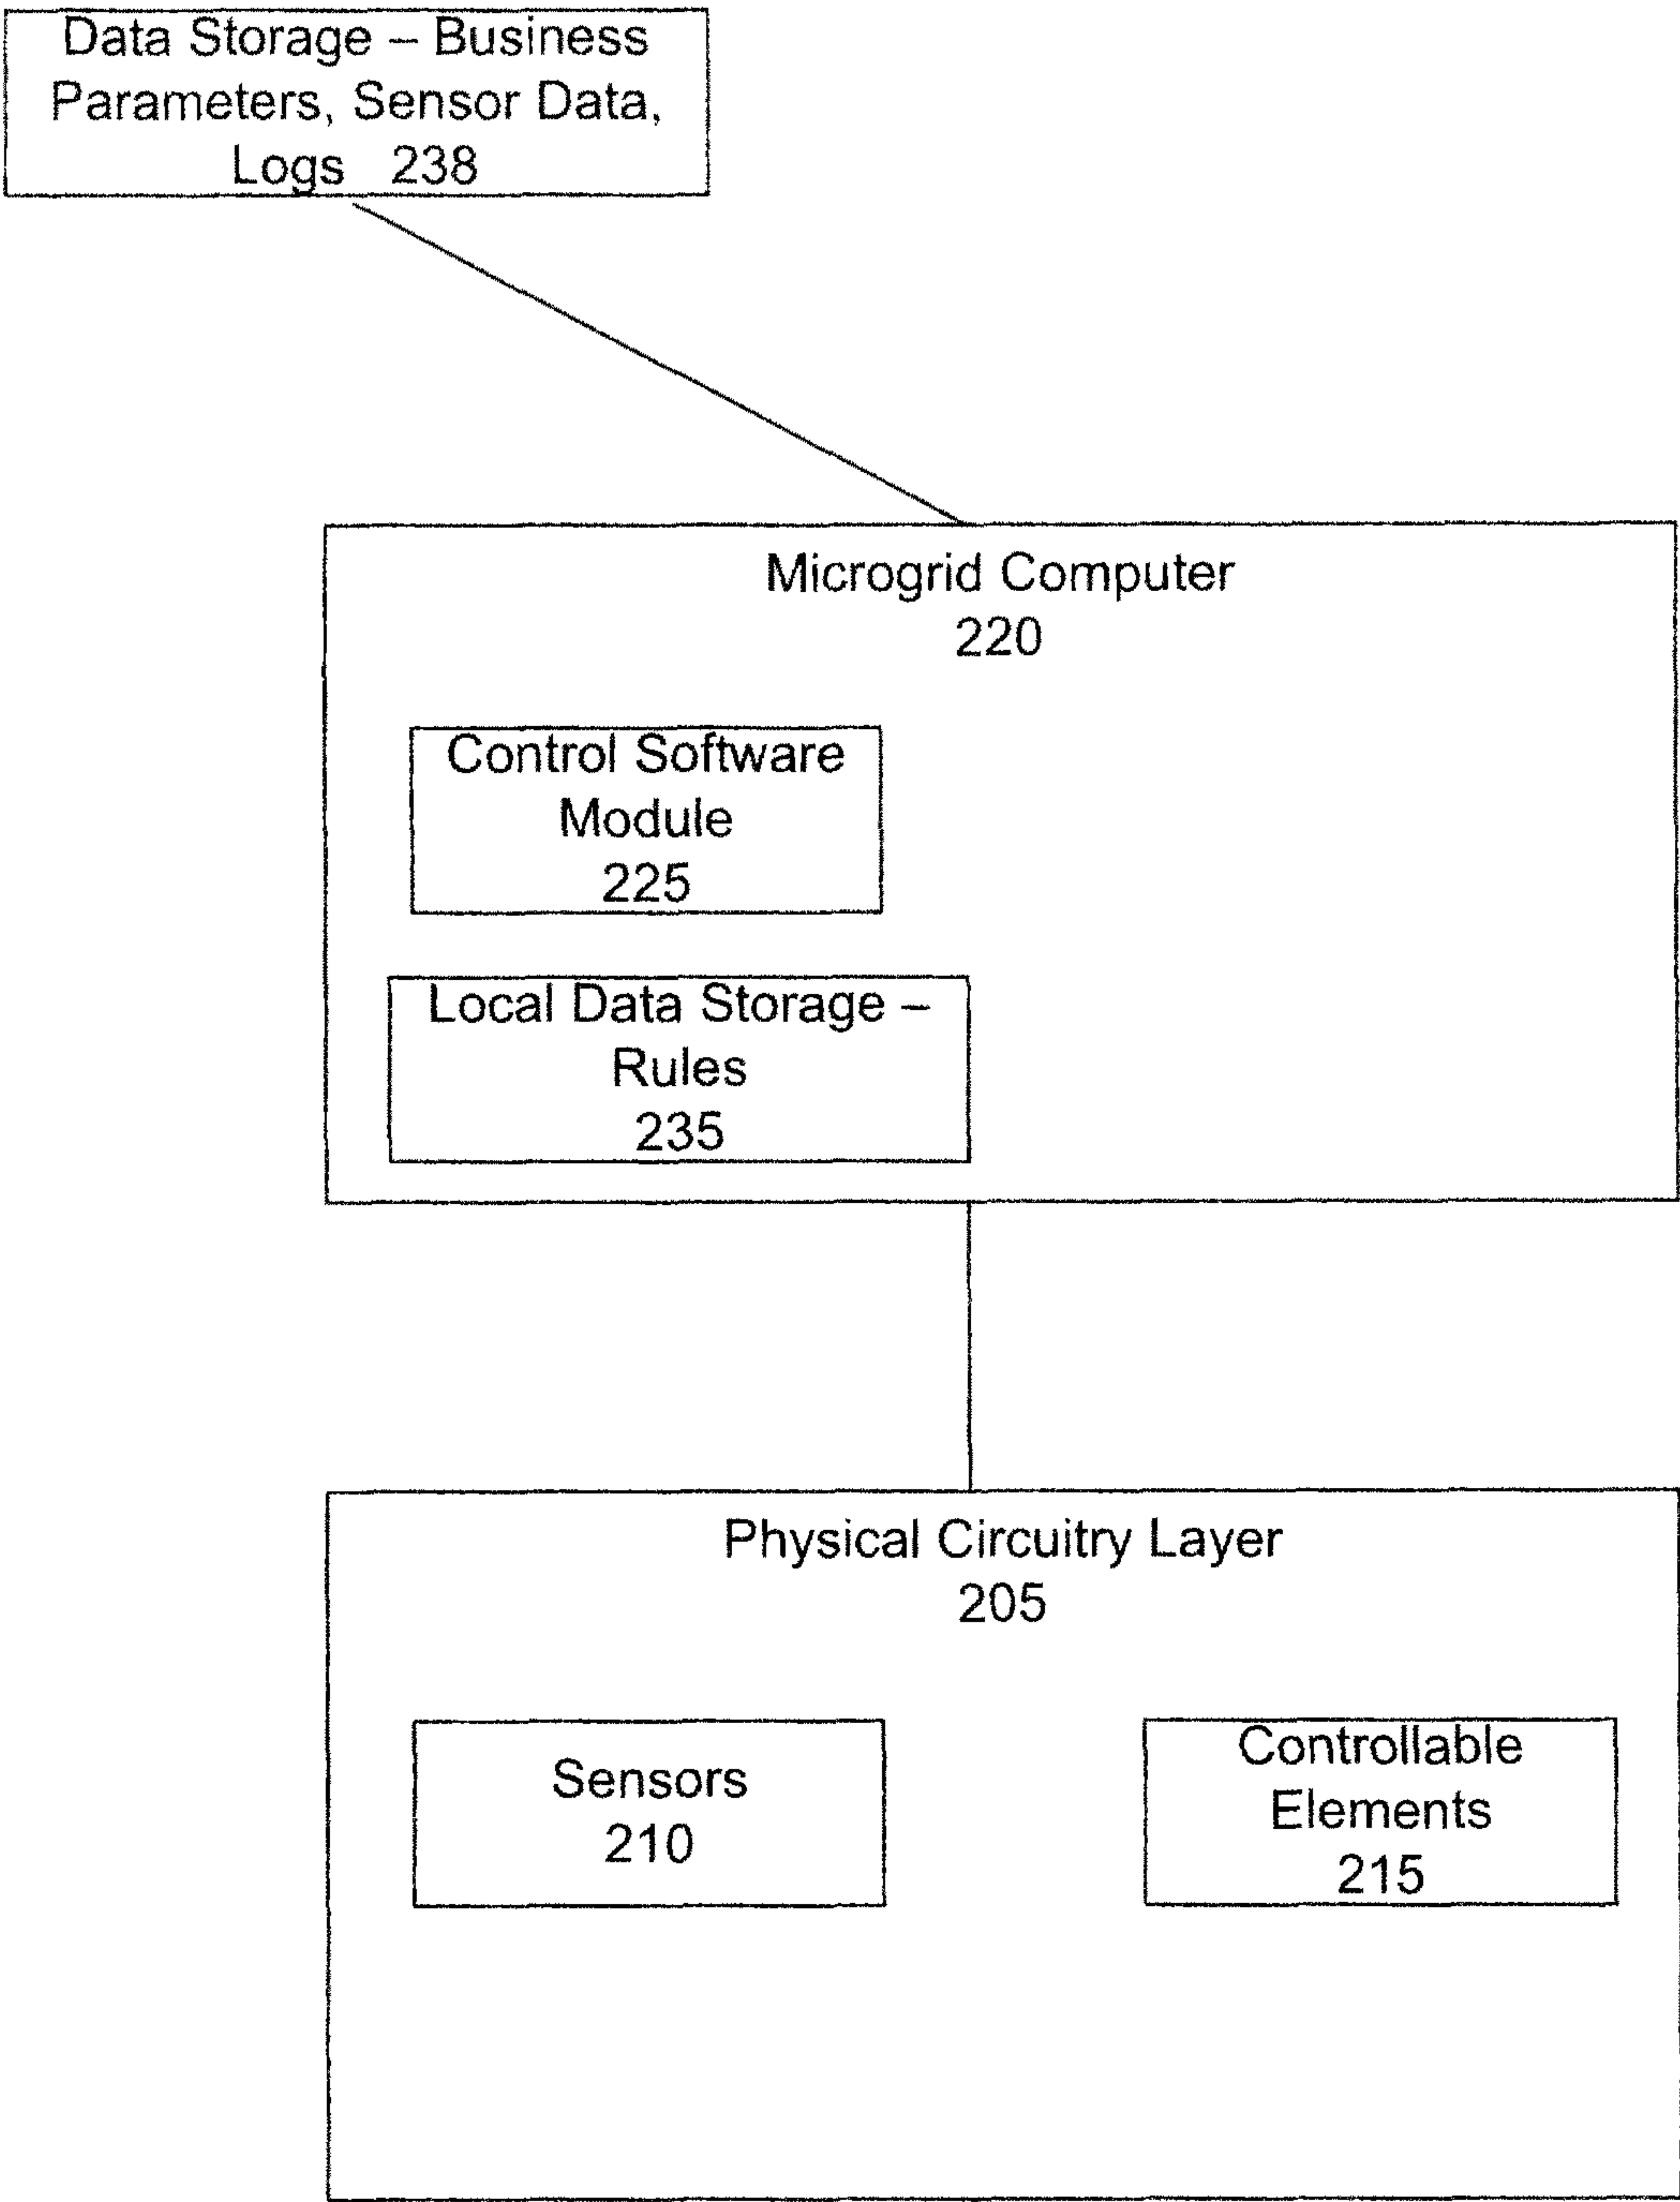 Data Storage – Business
Parameters, Sensor Data,
Logs 238
Microgrid Computer
220
Control Software
Module
225
Local Data Storage –
Rules
235
Physical Circuitry Layer
205
Sensors
210
Controllable
Elements
215